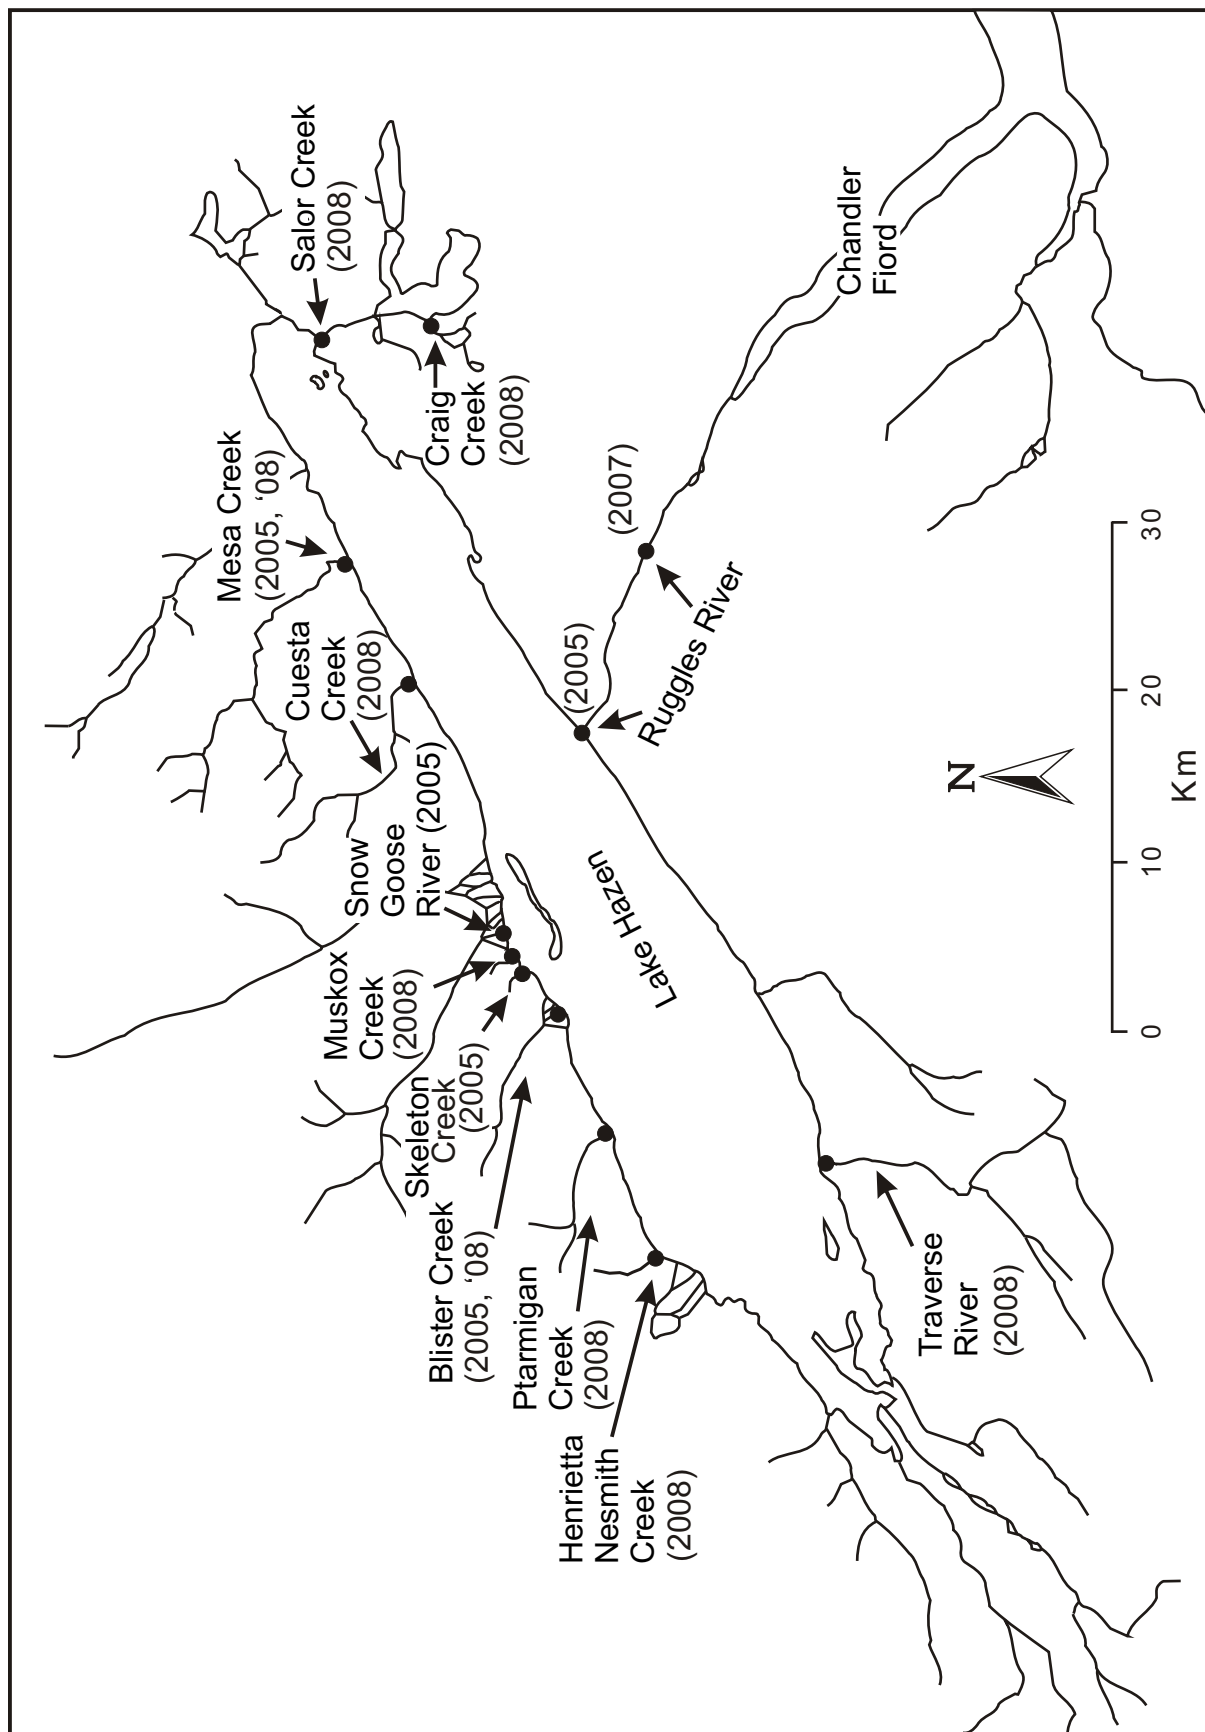 Salor Creek
(2008)
Mesa Creek
(2005, ‘08)
Craig
Creek
(2008)
Cuesta
Creek
(2008)
Snow
Goose
River (2005)
Muskox
Creek
(2008)
Skeleton
Creek
(2005)
Blister Creek
(2005, ‘08)
Ptarmigan
Creek
(2008)
Henrietta
Nesmith
Creek
(2008)
Lake Hazen
(2005)
(2007)
Ruggles River
Chandler
Fiord
Traverse
River
(2008)
N
0 10 20 30
Km